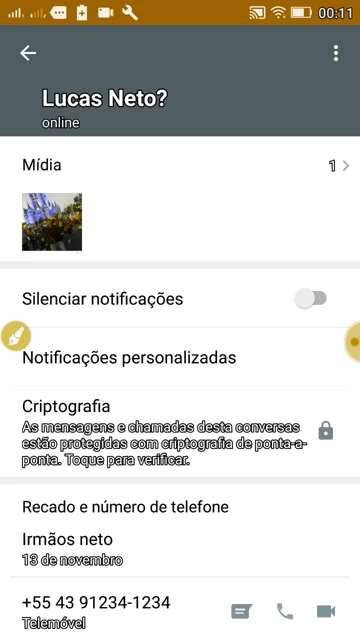 00:11
Lucas Neto?
online
Mídia
1
Silenciar notificações
Notificações personalizadas
Criptografia
As mensagens e chamadas desta conversas
estão protegidas com criptografia de ponta-a-
ponta. Toque para verificar.
Recado e número de telefone
Irmãos neto
13 de novembro
+55 43 91234-1234
Telemóvel